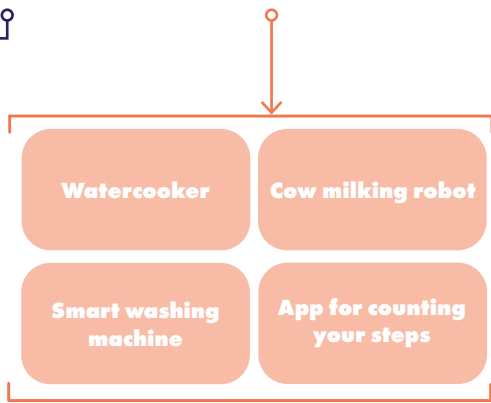 Watercooker
Cow milking robot
Smart washing
machine
App for counting
your steps